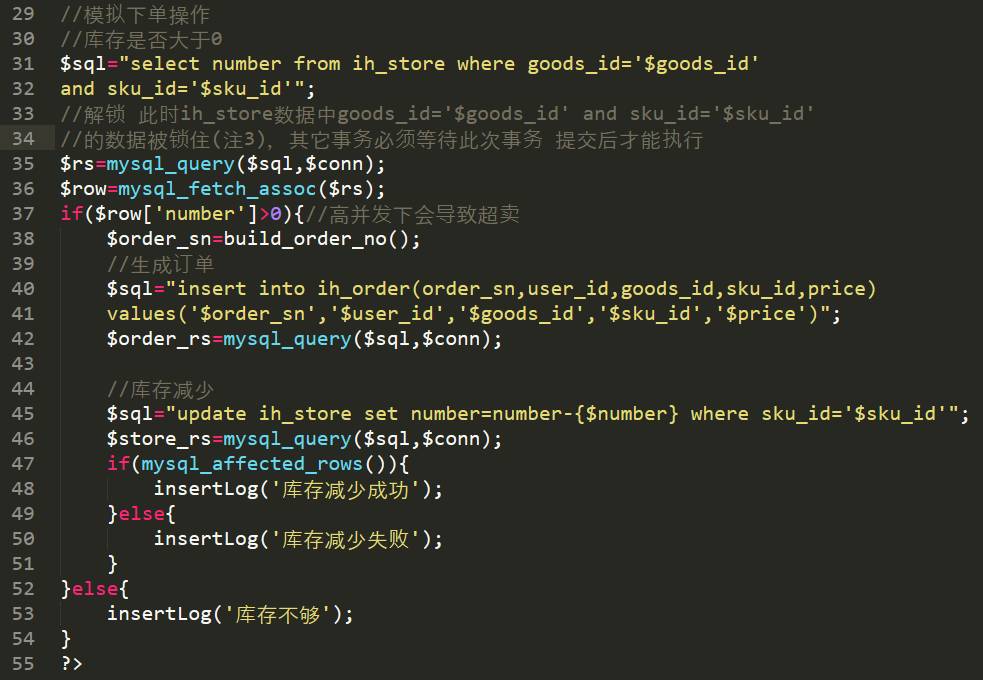 29 //模拟下单操作
30 //库存是否大于0
31 $sql="select number from ih_store where goods_id='$goods_id'
32 and sku_id='$sku_id'";
33 //解锁 此时ih_store数据中goods_id='$goods_id' and sku_id='$sku_id'
34 //的数据被锁住(注3)，其它事务必须等待此次事务 提交后才能执行
35 $rs=mysql_query($sql,$conn);
36 $row=mysql_fetch_assoc($rs);
37 if($row['number']>0){//高并发下会导致超卖
38     $order_sn=build_order_no();
39     //生成订单
40     $sql="insert into ih_order(order_sn,user_id,goods_id,sku_id,price)
41     values('$order_sn','$user_id','$goods_id','$sku_id','$price')";
42     $order_rs=mysql_query($sql,$conn);
43
44     //库存减少
45     $sql="update ih_store set number=number-{$number} where sku_id='$sku_id'";
46     $store_rs=mysql_query($sql,$conn);
47     if(mysql_affected_rows()){
48         insertLog('库存减少成功');
49     }else{
50         insertLog('库存减少失败');
51     }
52 }else{
53     insertLog('库存不够');
54 }
55 ?>